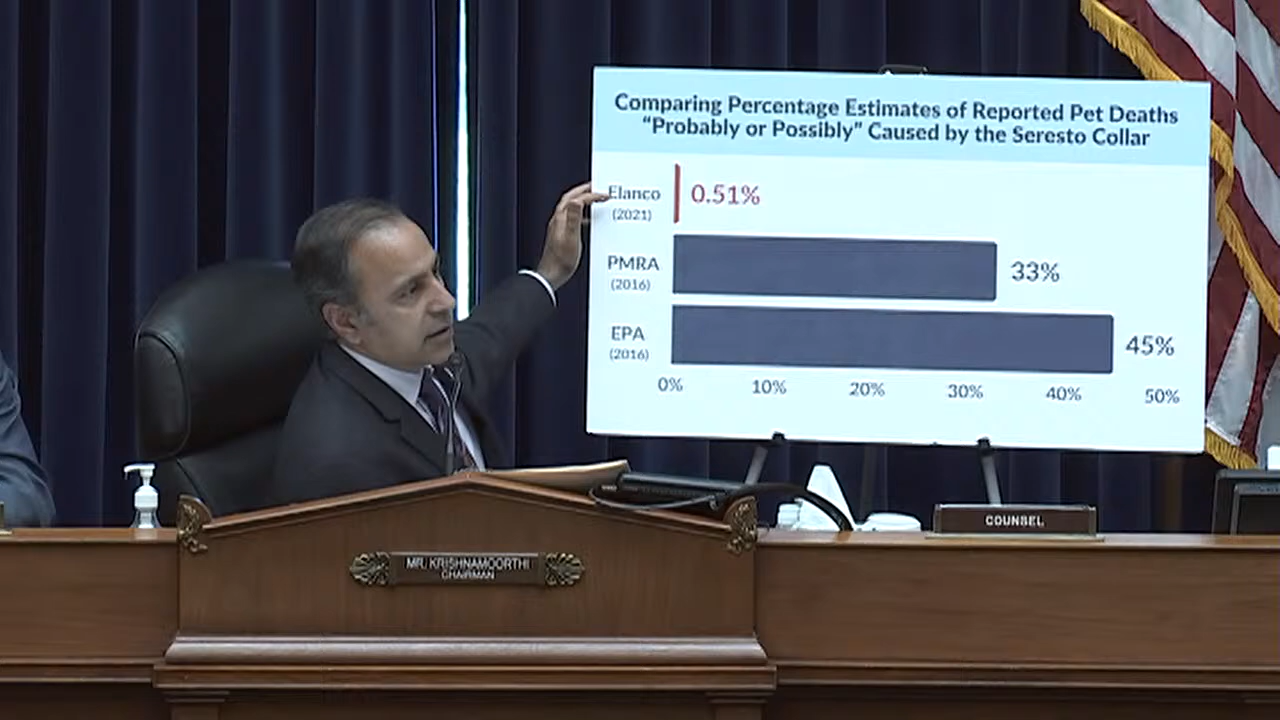 Comparing Percentage Estimates of Reported Pet Deaths
“Probably or Possibly” Caused by the Seresto Collar
Elanco
(2021)
0.51%
PMRA
(2016)
33%
EPA
(2016)
45%
0% 10% 20% 30% 40% 50%
COUNSEL
MR. KRISHNAMOORTHI
CHAIRMAN